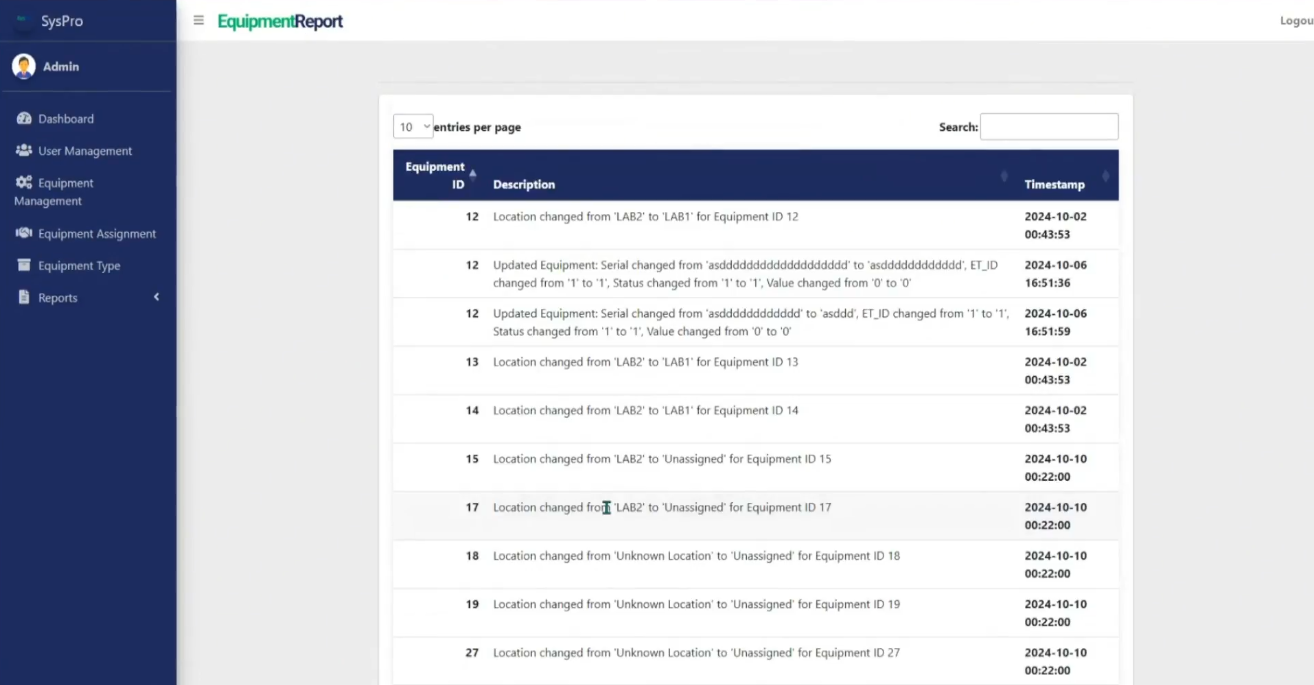 SysPro
EquipmentReport
Logou
Admin
Dashboard
User Management
Equipment
Management
Equipment Assignment
Equipment Type
Reports
10 entries per page
Search:
Equipment
ID Description Timestamp
12 Location changed from 'LAB2' to 'LAB1' for Equipment ID 12 2024-10-02
00:43:53
12 Updated Equipment: Serial changed from 'asddddddddddddddddddd' to 'asdddddddddddd', ET_ID 2024-10-06
changed from '1' to '1', Status changed from '1' to '1', Value changed from '0' to '0' 16:51:36
12 Updated Equipment: Serial changed from 'asdddddddddddd' to 'asddd', ET_ID changed from '1' to '1', 2024-10-06
Status changed from '1' to '1', Value changed from '0' to '0' 16:51:59
13 Location changed from 'LAB2' to 'LAB1' for Equipment ID 13 2024-10-02
00:43:53
14 Location changed from 'LAB2' to 'LAB1' for Equipment ID 14 2024-10-02
00:43:53
15 Location changed from 'LAB2' to 'Unassigned' for Equipment ID 15 2024-10-10
00:22:00
17 Location changed from 'LAB2' to 'Unassigned' for Equipment ID 17 2024-10-10
00:22:00
18 Location changed from 'Unknown Location' to 'Unassigned' for Equipment ID 18 2024-10-10
00:22:00
19 Location changed from 'Unknown Location' to 'Unassigned' for Equipment ID 19 2024-10-10
00:22:00
27 Location changed from 'Unknown Location' to 'Unassigned' for Equipment ID 27 2024-10-10
00:22:00